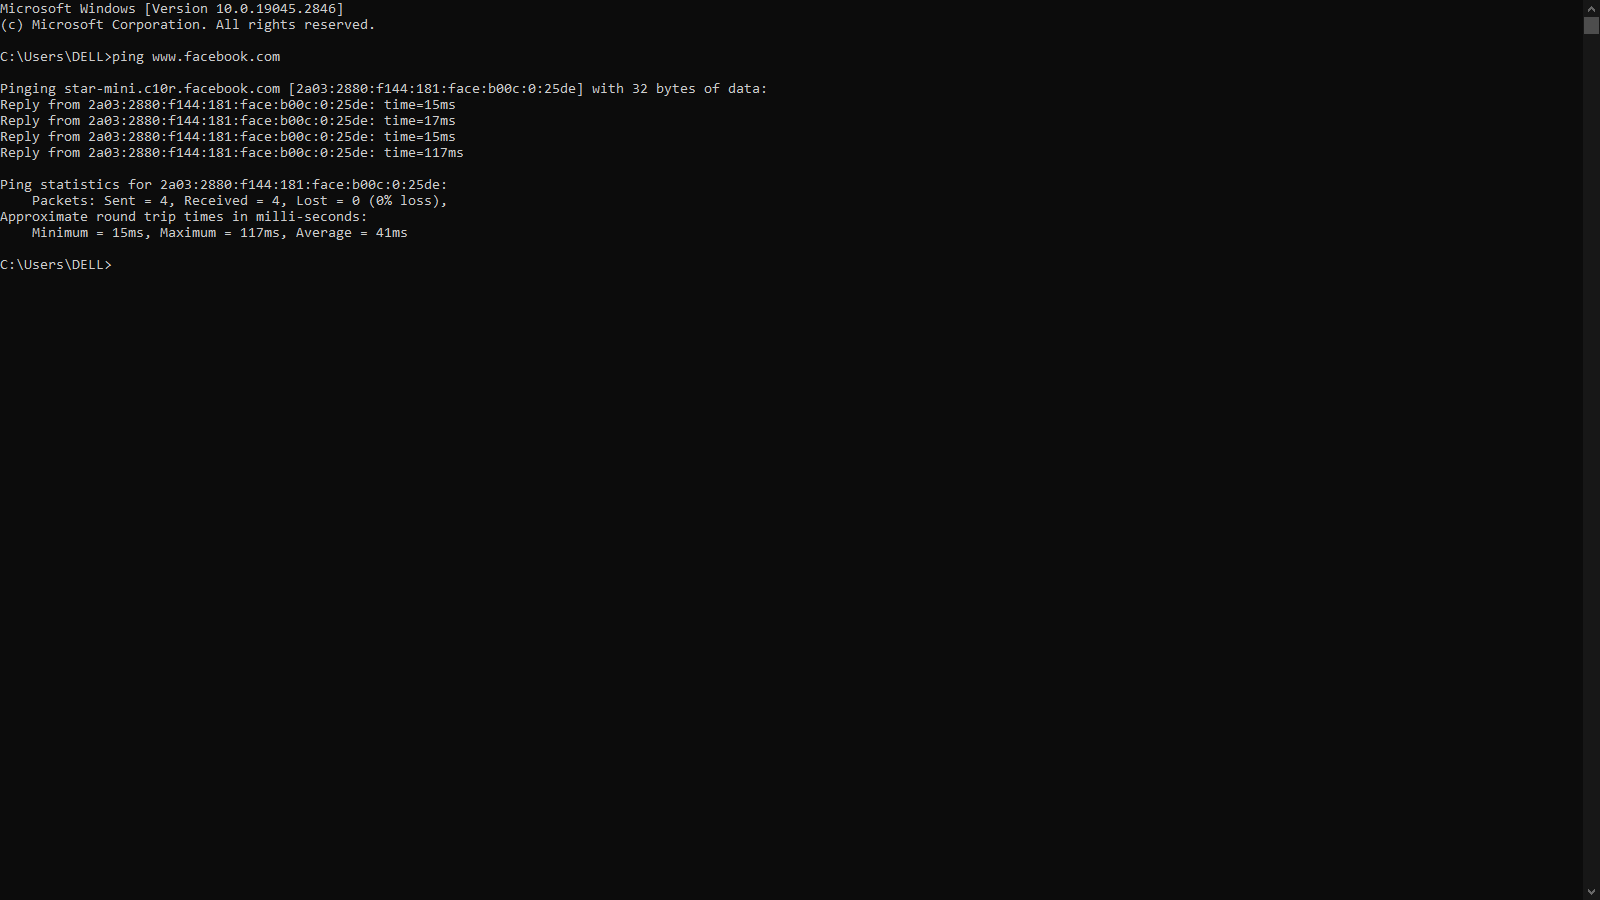 Microsoft Windows [Version 10.0.19045.2846]
(c) Microsoft Corporation. All rights reserved.
C:\Users\DELL>ping www.facebook.com
Pinging star-mini.c10r.facebook.com [2a03:2880:f144:181:face:b00c:0:25de] with 32 bytes of data:
Reply from 2a03:2880:f144:181:face:b00c:0:25de: time=15ms
Reply from 2a03:2880:f144:181:face:b00c:0:25de: time=17ms
Reply from 2a03:2880:f144:181:face:b00c:0:25de: time=15ms
Reply from 2a03:2880:f144:181:face:b00c:0:25de: time=117ms
Ping statistics for 2a03:2880:f144:181:face:b00c:0:25de:
    Packets: Sent = 4, Received = 4, Lost = 0 (0% loss),
Approximate round trip times in milli-seconds:
    Minimum = 15ms, Maximum = 117ms, Average = 41ms
C:\Users\DELL>